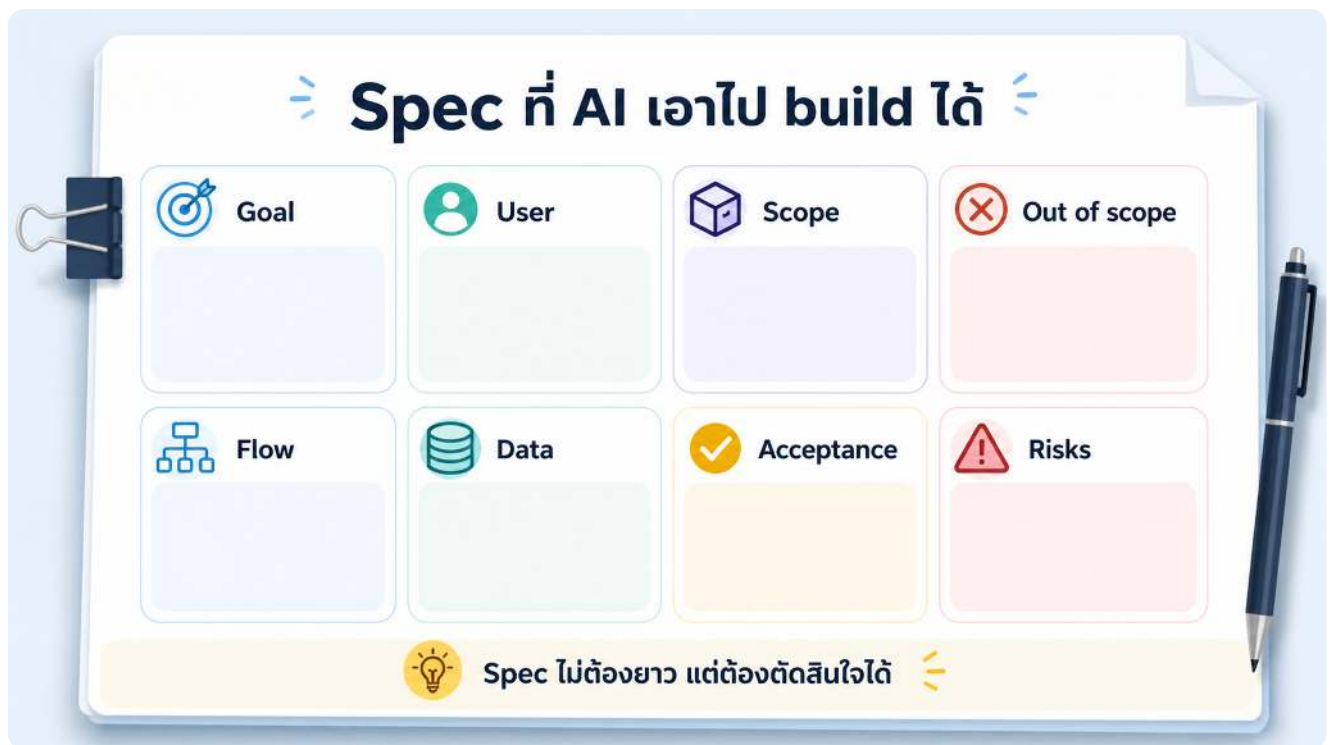 Spec ที่ AI เอาไป build ได้
Goal
User
Scope
Out of scope
Flow
Data
Acceptance
Risks
Spec ไม่ต้องยาว แต่ต้องตัดสินใจได้